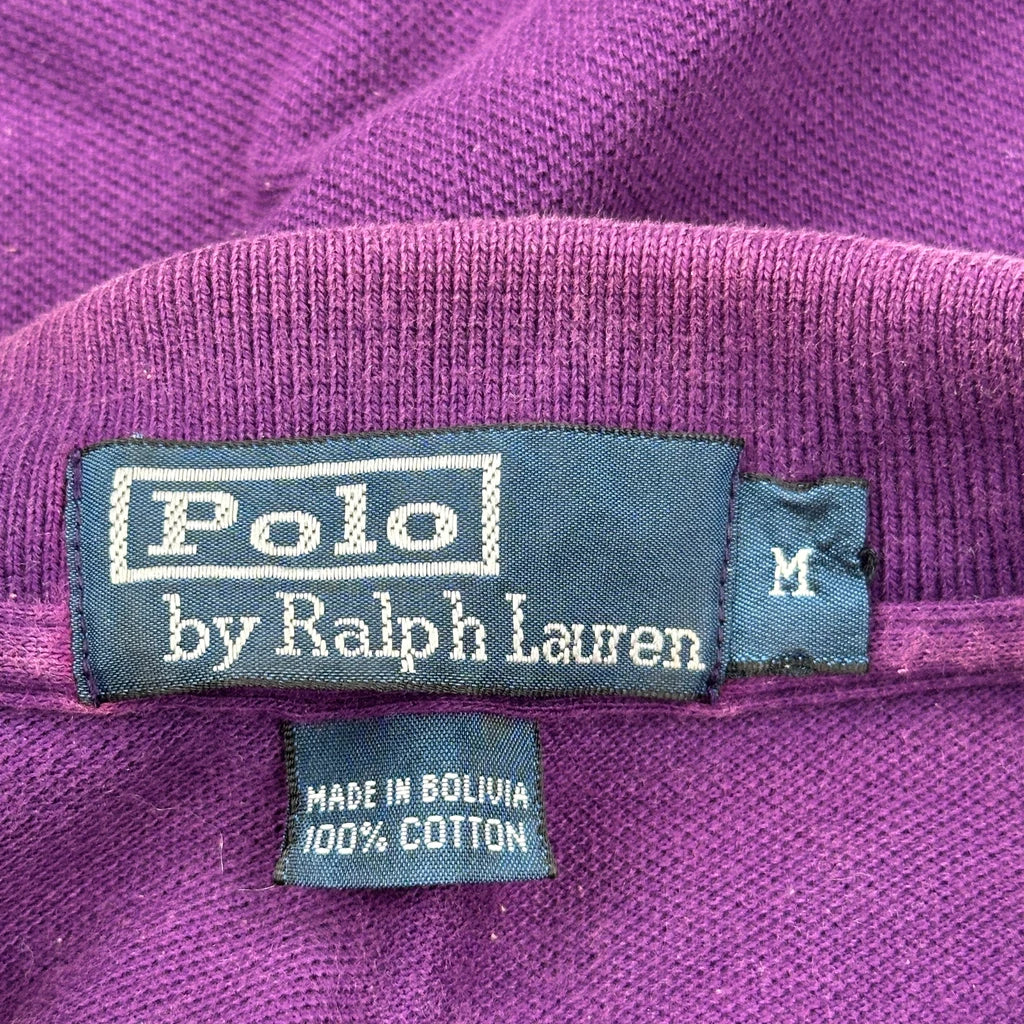 Polo
by Ralph Lauren
M
MADE IN BOLIVIA
100% COTTON